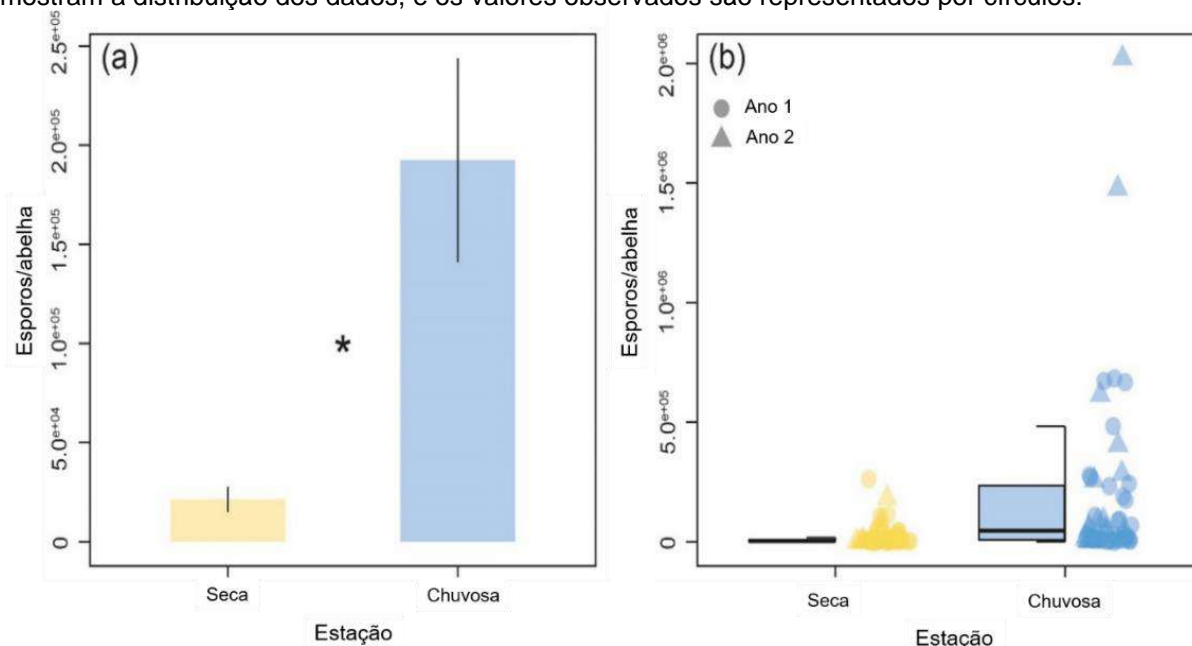 mostram a distribuição dos dados, e os valores observados são representados por círculos.
(a)
2.5e+05
2.0e+05
1.5e+05
1.0e+05
5.0e+04
0
Esporos/abelha
*
Seca
Chuvosa
Estação
(b)
Ano 1
Ano 2
2.0e+06
1.5e+06
1.0e+06
5.0e+05
0
Esporos/abelha
Seca
Chuvosa
Estação